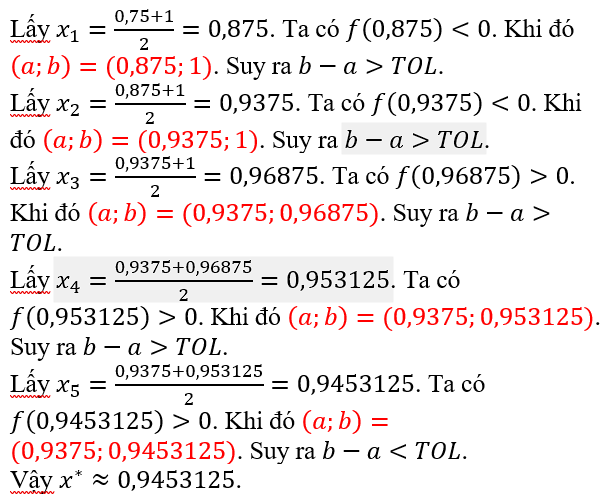 Lấy x₁ = (0,75+1)/2 = 0,875. Ta có f(0,875) < 0. Khi đó
(a; b) = (0,875; 1). Suy ra b − a > TOL.
Lấy x₂ = (0,875+1)/2 = 0,9375. Ta có f(0,9375) < 0. Khi
đó (a; b) = (0,9375; 1). Suy ra b − a > TOL.
Lấy x₃ = (0,9375+1)/2 = 0,96875. Ta có f(0,96875) > 0.
Khi đó (a; b) = (0,9375; 0,96875). Suy ra b − a >
TOL.
Lấy x₄ = (0,9375+0,96875)/2 = 0,953125. Ta có
f(0,953125) > 0. Khi đó (a; b) = (0,9375; 0,953125).
Suy ra b − a > TOL.
Lấy x₅ = (0,9375+0,953125)/2 = 0,9453125. Ta có
f(0,9453125) > 0. Khi đó (a; b) =
(0,9375; 0,9453125). Suy ra b − a < TOL.
Vậy x* ≈ 0,9453125.